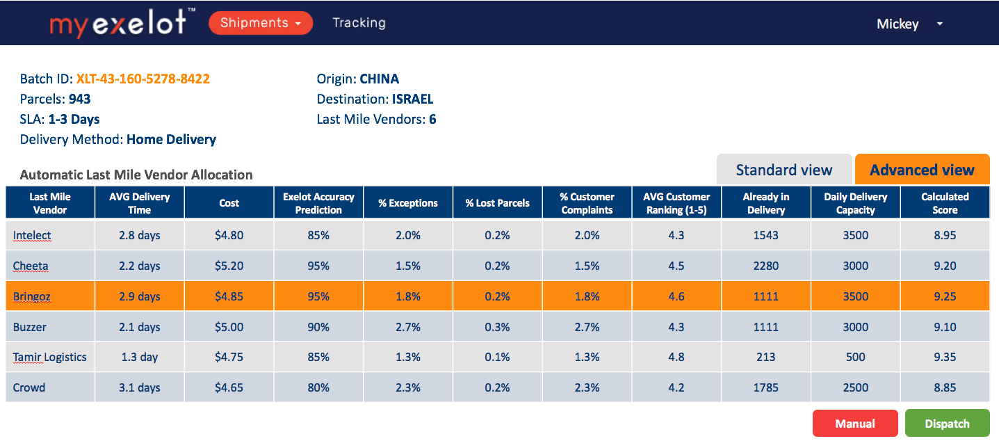 myexelot™ Shipments Tracking Mickey
Batch ID: XLT-43-160-5278-8422 Origin: CHINA
Parcels: 943 Destination: ISRAEL
SLA: 1-3 Days Last Mile Vendors: 6
Delivery Method: Home Delivery
Standard view Advanced view
Automatic Last Mile Vendor Allocation
Last Mile Vendor AVG Delivery Time Cost Exelot Accuracy Prediction % Exceptions % Lost Parcels % Customer Complaints AVG Customer Ranking (1-5) Already in Delivery Daily Delivery Capacity Calculated Score
Intelect 2.8 days $4.80 85% 2.0% 0.2% 2.0% 4.3 1543 3500 8.95
Cheeta 2.2 days $5.20 95% 1.5% 0.2% 1.5% 4.5 2280 3000 9.20
Bringoz 2.9 days $4.85 95% 1.8% 0.2% 1.8% 4.6 1111 3500 9.25
Buzzer 2.1 days $5.00 90% 2.7% 0.3% 2.7% 4.3 1111 3000 9.10
Tamir Logistics 1.3 day $4.75 85% 1.3% 0.1% 1.3% 4.8 213 500 9.35
Crowd 3.1 days $4.65 80% 2.3% 0.2% 2.3% 4.2 1785 2500 8.85
Manual Dispatch